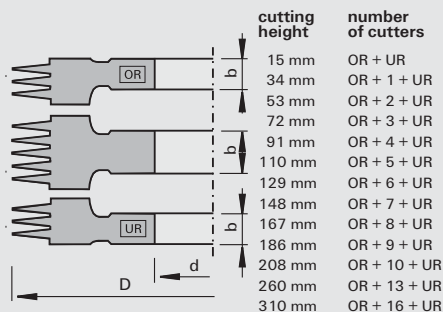 cutting height
number of cutters
15 mm OR + UR
34 mm OR + 1 + UR
53 mm OR + 2 + UR
72 mm OR + 3 + UR
91 mm OR + 4 + UR
110 mm OR + 5 + UR
129 mm OR + 6 + UR
148 mm OR + 7 + UR
167 mm OR + 8 + UR
186 mm OR + 9 + UR
208 mm OR + 10 + UR
260 mm OR + 13 + UR
310 mm OR + 16 + UR
OR
b
b
UR
b
d
D